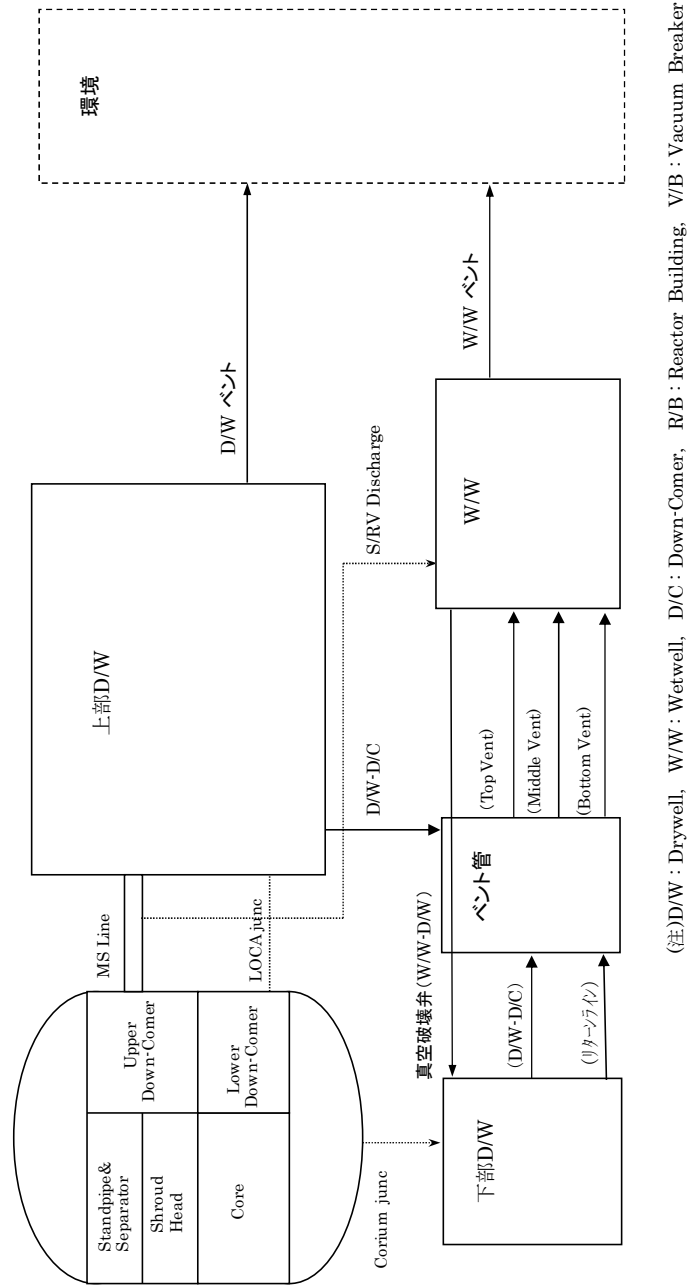 環境
D/W ベント
W/W ベント
上部D/W
S/RV Discharge
W/W
MS Line
LOCA junc
D/W-D/C
(Top Vent)
(Middle Vent)
(Bottom Vent)
ベント管
真空破壊弁(W/W-D/W)
(D/W-D/C)
(リターンライン)
Standpipe&
Separator
Shroud
Head
Core
Upper
Down-Comer
Lower
Down-Comer
Corium junc
下部D/W
(注)D/W : Drywell, W/W : Wetwell, D/C : Down-Comer, R/B : Reactor Building, V/B : Vacuum Breaker